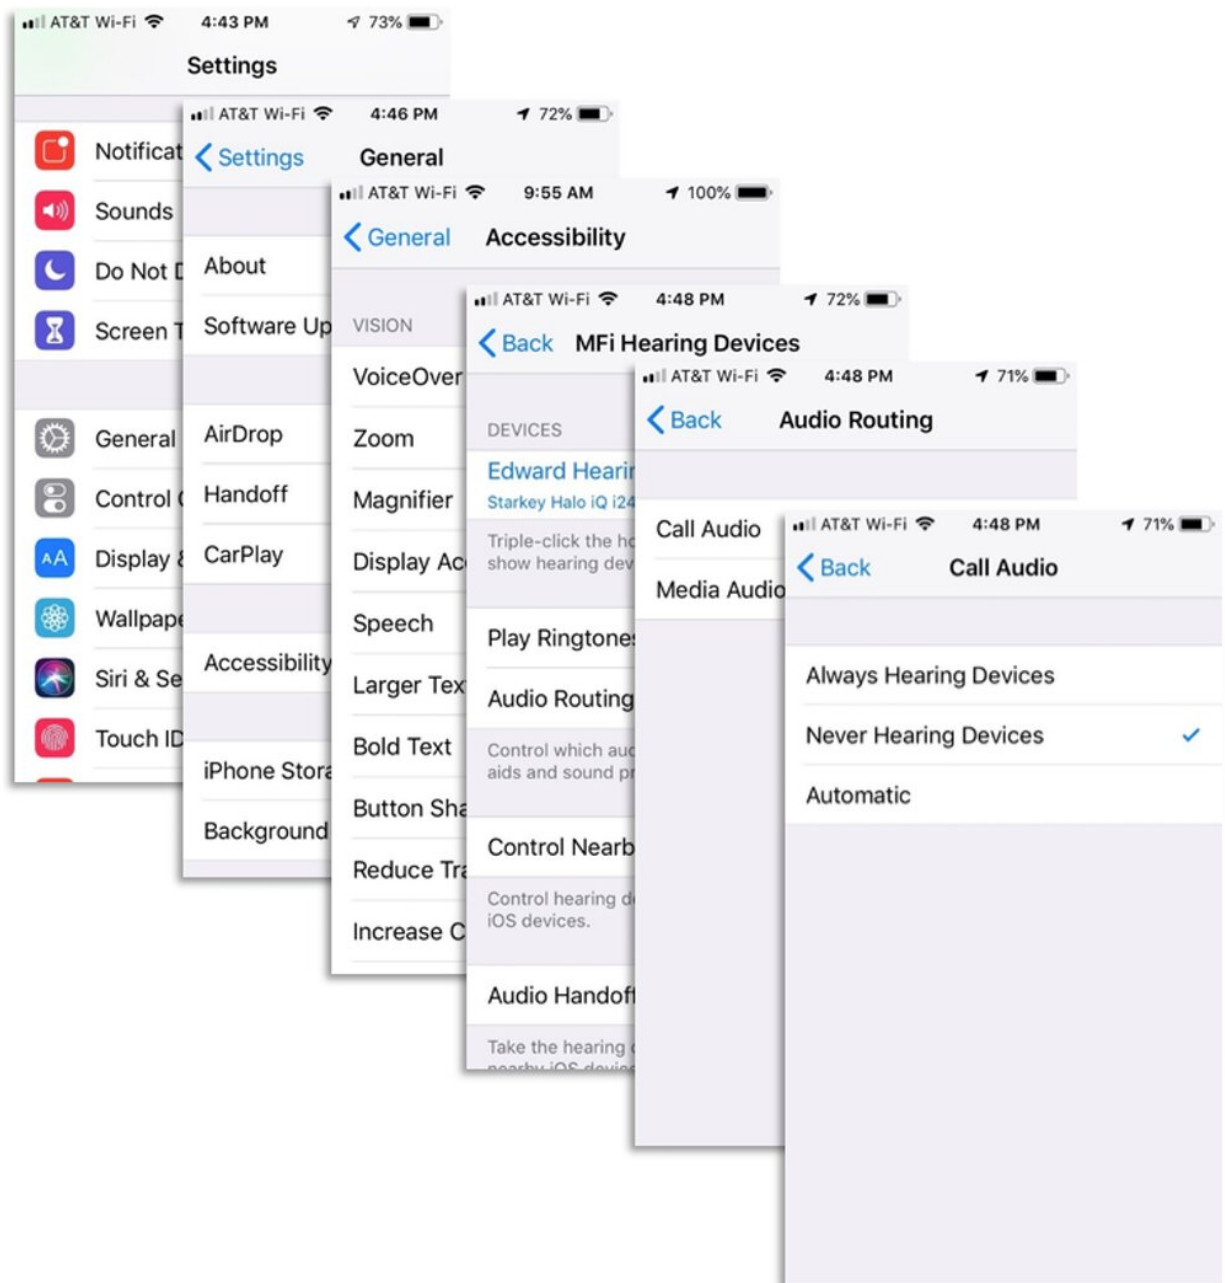 AT&T Wi-Fi 4:43 PM 73%
Settings
Notificat
Sounds
Do Not D
Screen T
General
Control C
Display &
Wallpape
Siri & Se
Touch ID
AT&T Wi-Fi 4:46 PM 72%
Settings General
About
Software Up
AirDrop
Handoff
CarPlay
Accessibility
iPhone Stora
Background
AT&T Wi-Fi 9:55 AM 100%
General Accessibility
VISION
VoiceOver
Zoom
Magnifier
Display Ac
Speech
Larger Tex
Bold Text
Button Sha
Reduce Tra
Increase C
AT&T Wi-Fi 4:48 PM 72%
Back MFi Hearing Devices
DEVICES
Edward Hearin
Starkey Halo iQ i24
Triple-click the ho
show hearing dev
Play Ringtones
Audio Routing
Control which aud
aids and sound pr
Control Nearb
Control hearing de
iOS devices.
Audio Handoff
Take the hearing d
nearby iOS device
AT&T Wi-Fi 4:48 PM 71%
Back Audio Routing
Call Audio
Media Audio
AT&T Wi-Fi 4:48 PM 71%
Back Call Audio
Always Hearing Devices
Never Hearing Devices
Automatic